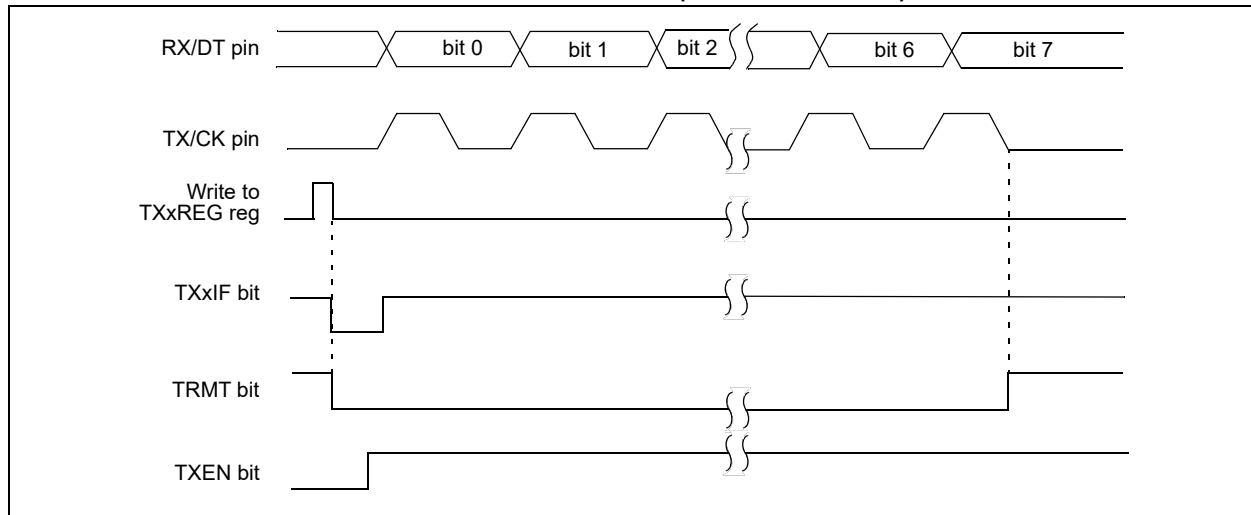 RX/DT pin
bit 0 bit 1 bit 2 bit 6 bit 7
TX/CK pin
Write to
TXxREG reg
TXxIF bit
TRMT bit
TXEN bit